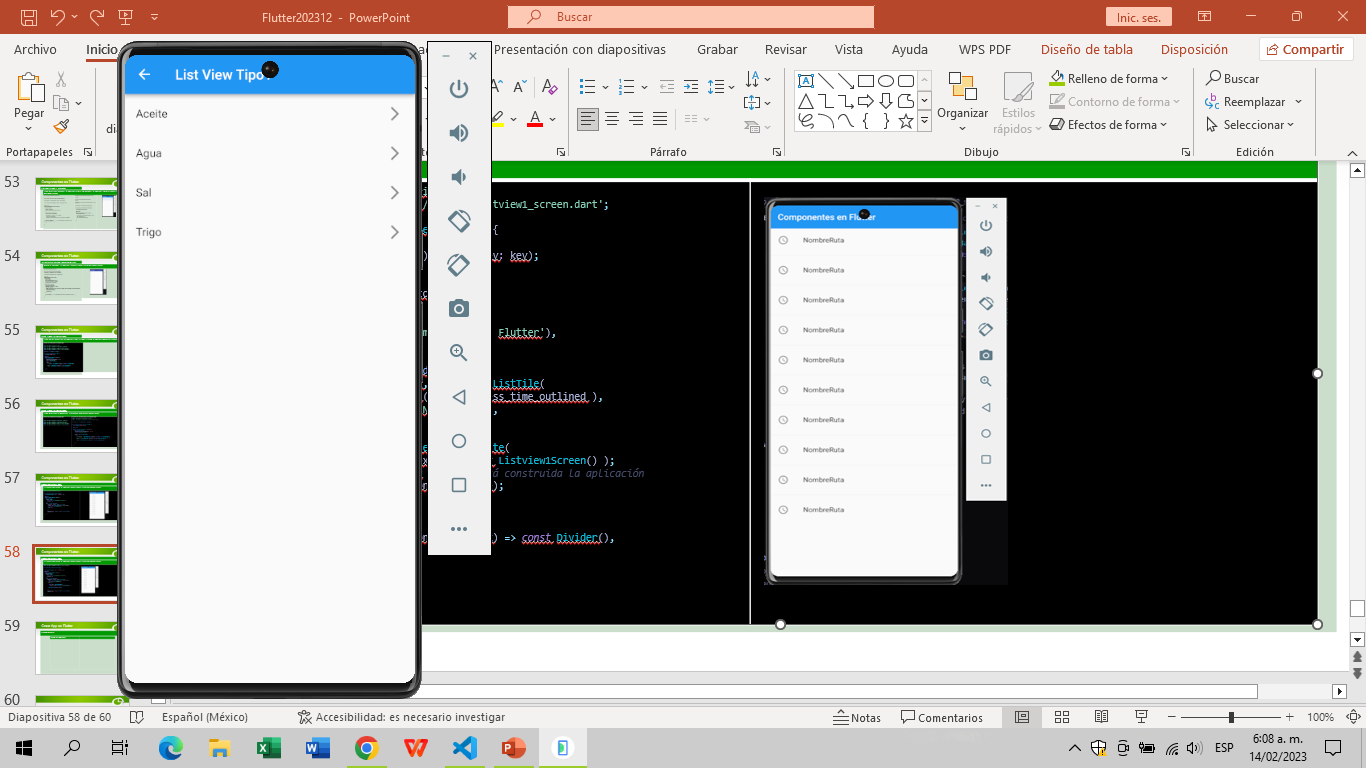 Flutter202312 - PowerPoint
Buscar
Inic. ses.
Archivo
Inicio
Presentación con diapositivas
Grabar
Revisar
Vista
Ayuda
WPS PDF
Diseño de tabla
Disposición
Compartir
Pegar
Portapapeles
Párrafo
Organizar
Estilos
rápidos
Relleno de forma
Contorno de forma
Efectos de forma
Dibujo
Buscar
Reemplazar
Seleccionar
Edición
List View Tipo
Aceite
Agua
Sal
Trigo
53
54
55
56
57
58
59
60
tview1_screen.dart';
{
y: key);
Flutter'),
ListTile(
ss_time_outlined ),
te(
Listview1Screen() );
á construida la aplicación
);
) => const Divider(),
Componentes en Flutter
NombreRuta
NombreRuta
NombreRuta
NombreRuta
NombreRuta
NombreRuta
NombreRuta
NombreRuta
NombreRuta
NombreRuta
Diapositiva 58 de 60
Español (México)
Accesibilidad: es necesario investigar
Notas
Comentarios
100%
ESP
6:08 a. m.
14/02/2023